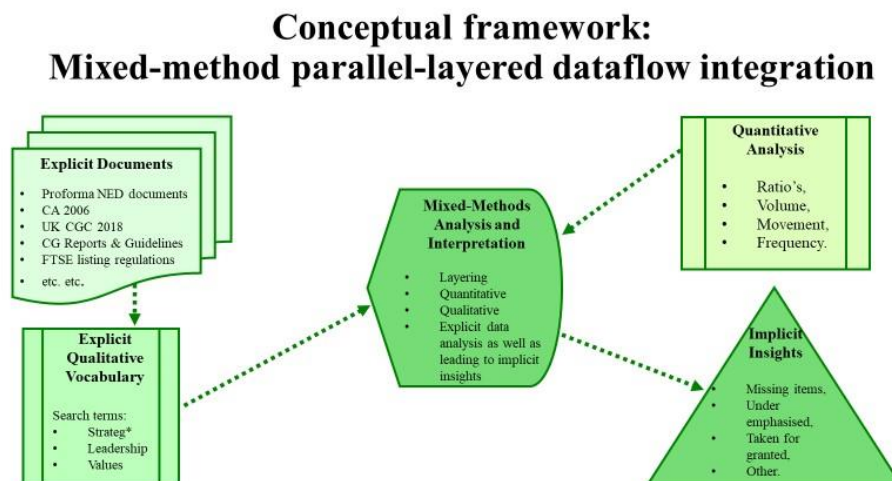 Conceptual framework:
Mixed-method parallel-layered dataflow integration
Explicit Documents
• Proforma NED documents
• CA 2006
• UK CGC 2018
• CG Reports & Guidelines
• FTSE listing regulations
• etc. etc.
Explicit
Qualitative
Vocabulary
Search terms:
• Strateg*
• Leadership
• Values
Mixed-Methods
Analysis and
Interpretation
• Layering
• Quantitative
• Qualitative
• Explicit data
analysis as well as
leading to implicit
insights
Quantitative
Analysis
• Ratio's,
• Volume,
• Movement,
• Frequency.
Implicit
Insights
• Missing items,
• Under
emphasised,
• Taken for
granted,
• Other.